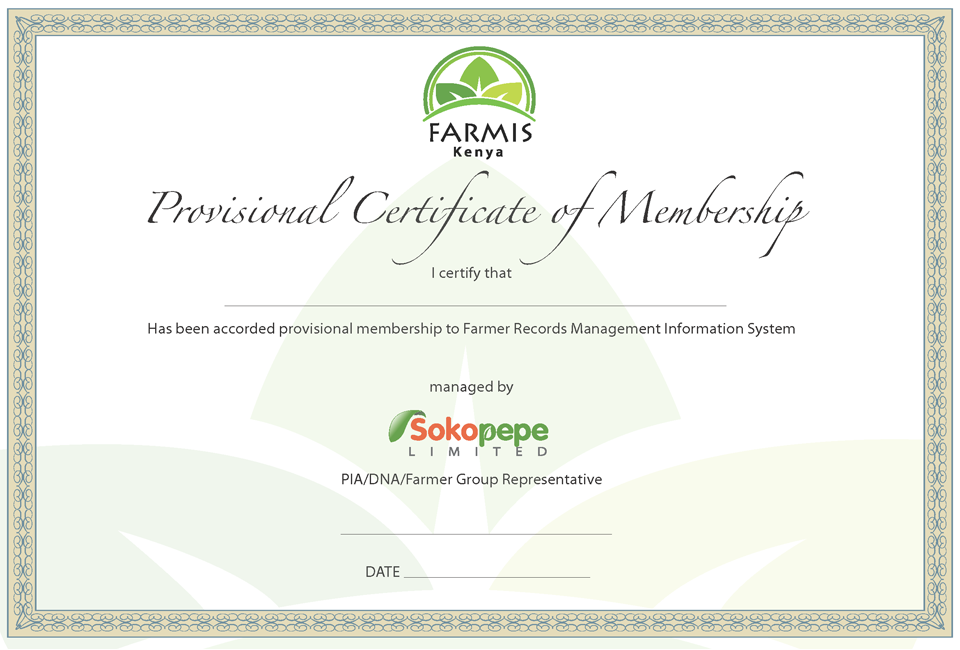 FARMIS
Kenya
Provisional Certificate of Membership
I certify that
Has been accorded provisional membership to Farmer Records Management Information System
managed by
Sokopepe
LIMITED
PIA/DNA/Farmer Group Representative
DATE